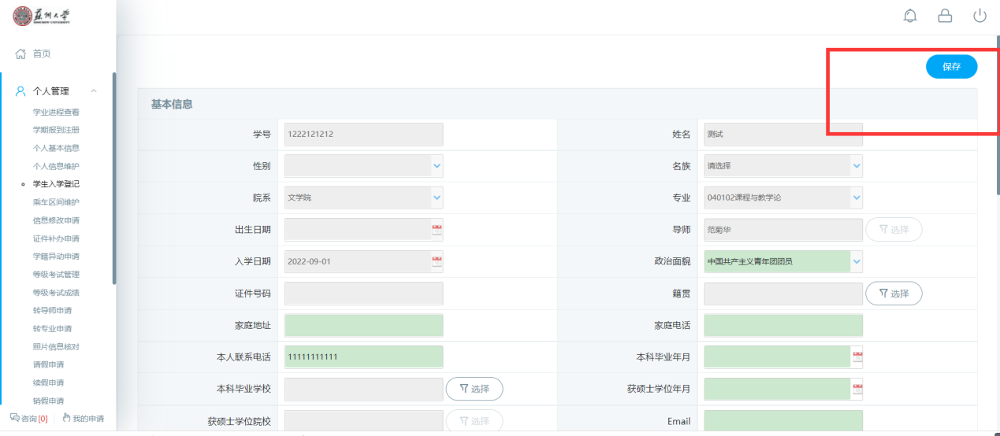 蘇州大学
SOOCHOW UNIVERSITY
首页
保存
个人管理
学业进程查看
学期报到注册
个人基本信息
个人信息维护
学生入学登记
乘车区间维护
信息修改申请
证件补办申请
学籍异动申请
等级考试管理
等级考试成绩
转导师申请
转专业申请
照片信息核对
请假申请
续假申请
销假申请
咨询[0] 我的申请
基本信息
学号 1222121212 姓名 测试
性别 名族 请选择
院系 文学院 专业 040102课程与教学论
出生日期 导师 范菊华 选择
入学日期 2022-09-01 政治面貌 中国共产主义青年团团员
证件号码 籍贯 选择
家庭地址 家庭电话
本人联系电话 11111111111 本科毕业年月
本科毕业学校 选择 获硕士学位年月
获硕士学位院校 选择 Email